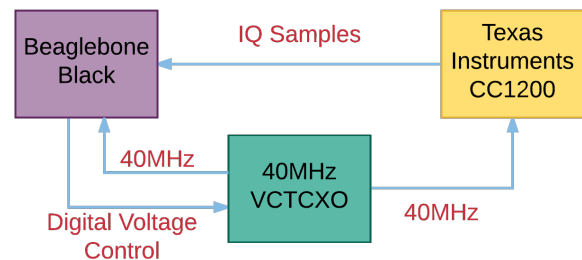 Beaglebone
Black
IQ Samples
Texas
Instruments
CC1200
40MHz
40MHz
VCTCXO
40MHz
Digital Voltage
Control